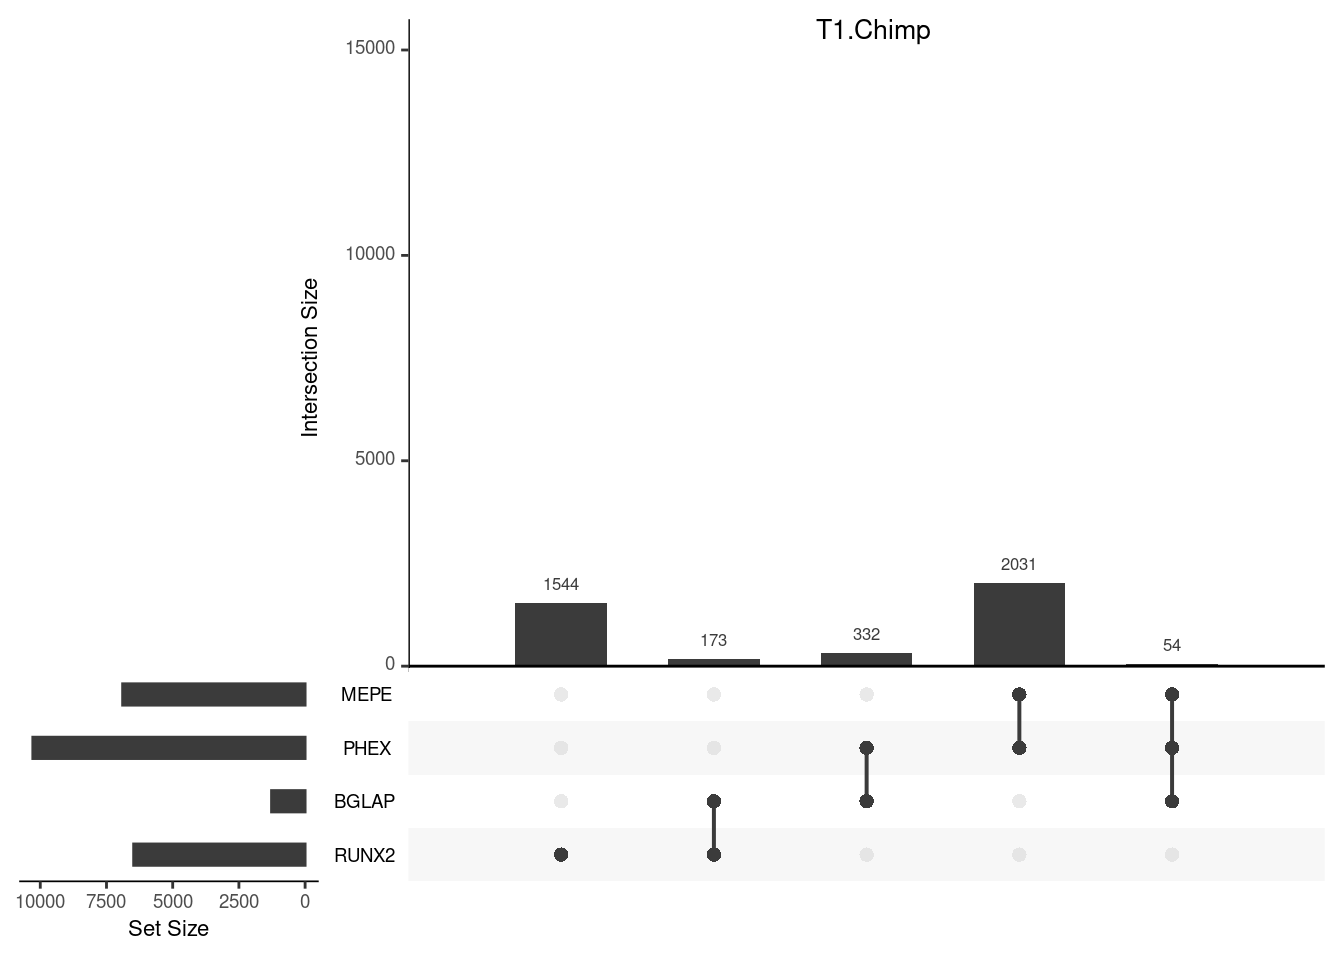 T1.Chimp
15000
10000
5000
0
Intersection Size
1544
173
332
2031
54
MEPE
PHEX
BGLAP
RUNX2
10000 7500 5000 2500 0
Set Size